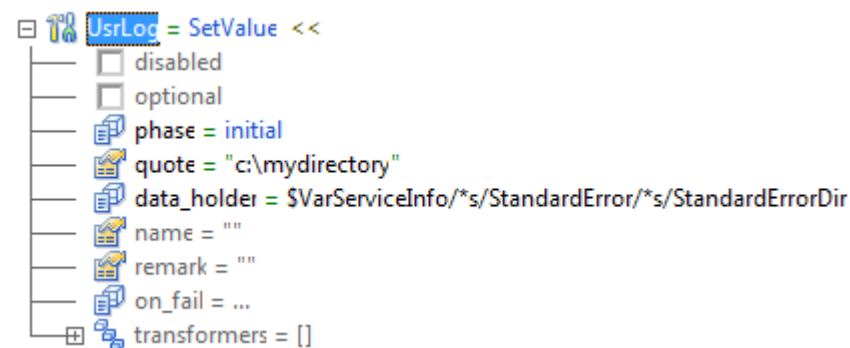 UsrLog = SetValue <<
disabled
optional
phase = initial
quote = "c:\mydirectory"
data_holder = $VarServiceInfo/*s/StandardError/*s/StandardErrorDir
name = ""
remark = ""
on_fail = ...
transformers = []